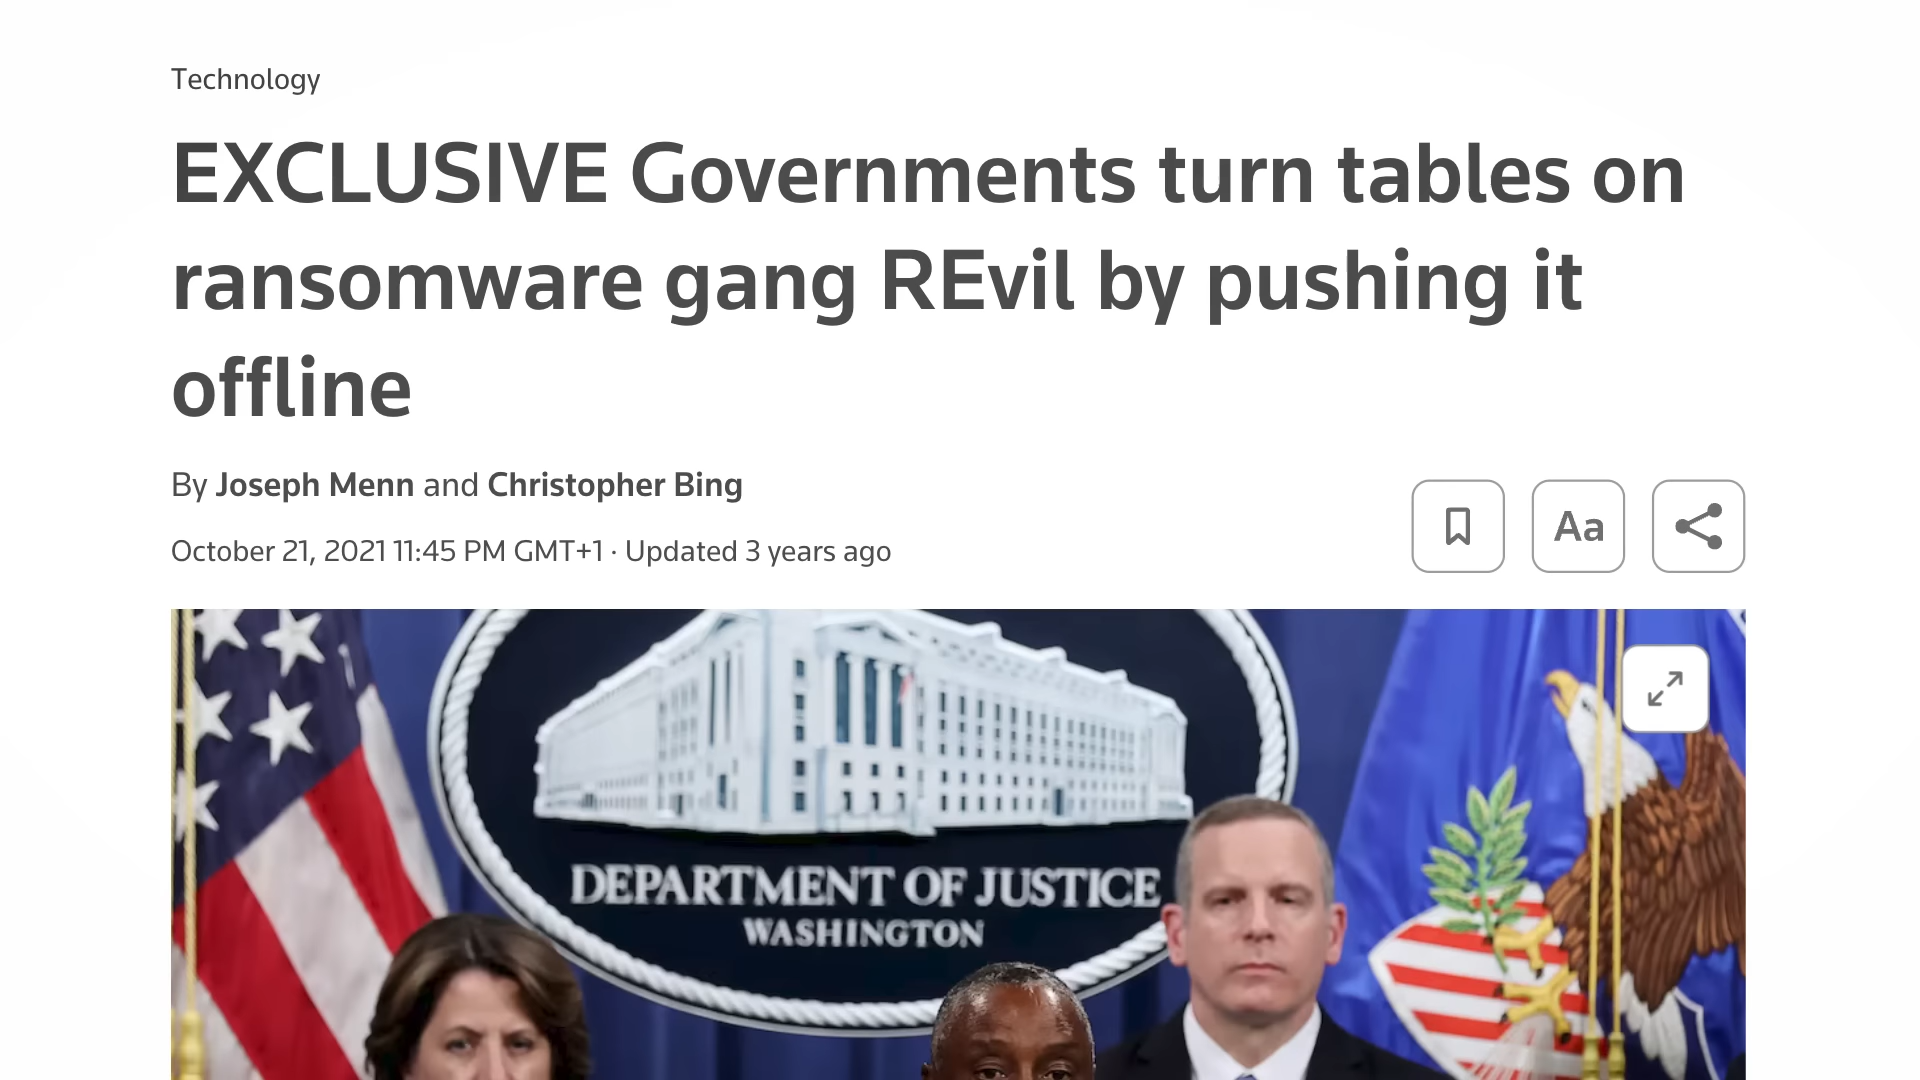 Technology
EXCLUSIVE Governments turn tables on
ransomware gang REvil by pushing it
offline
By Joseph Menn and Christopher Bing
October 21, 2021 11:45 PM GMT+1 · Updated 3 years ago
Aa
DEPARTMENT OF JUSTICE
WASHINGTON